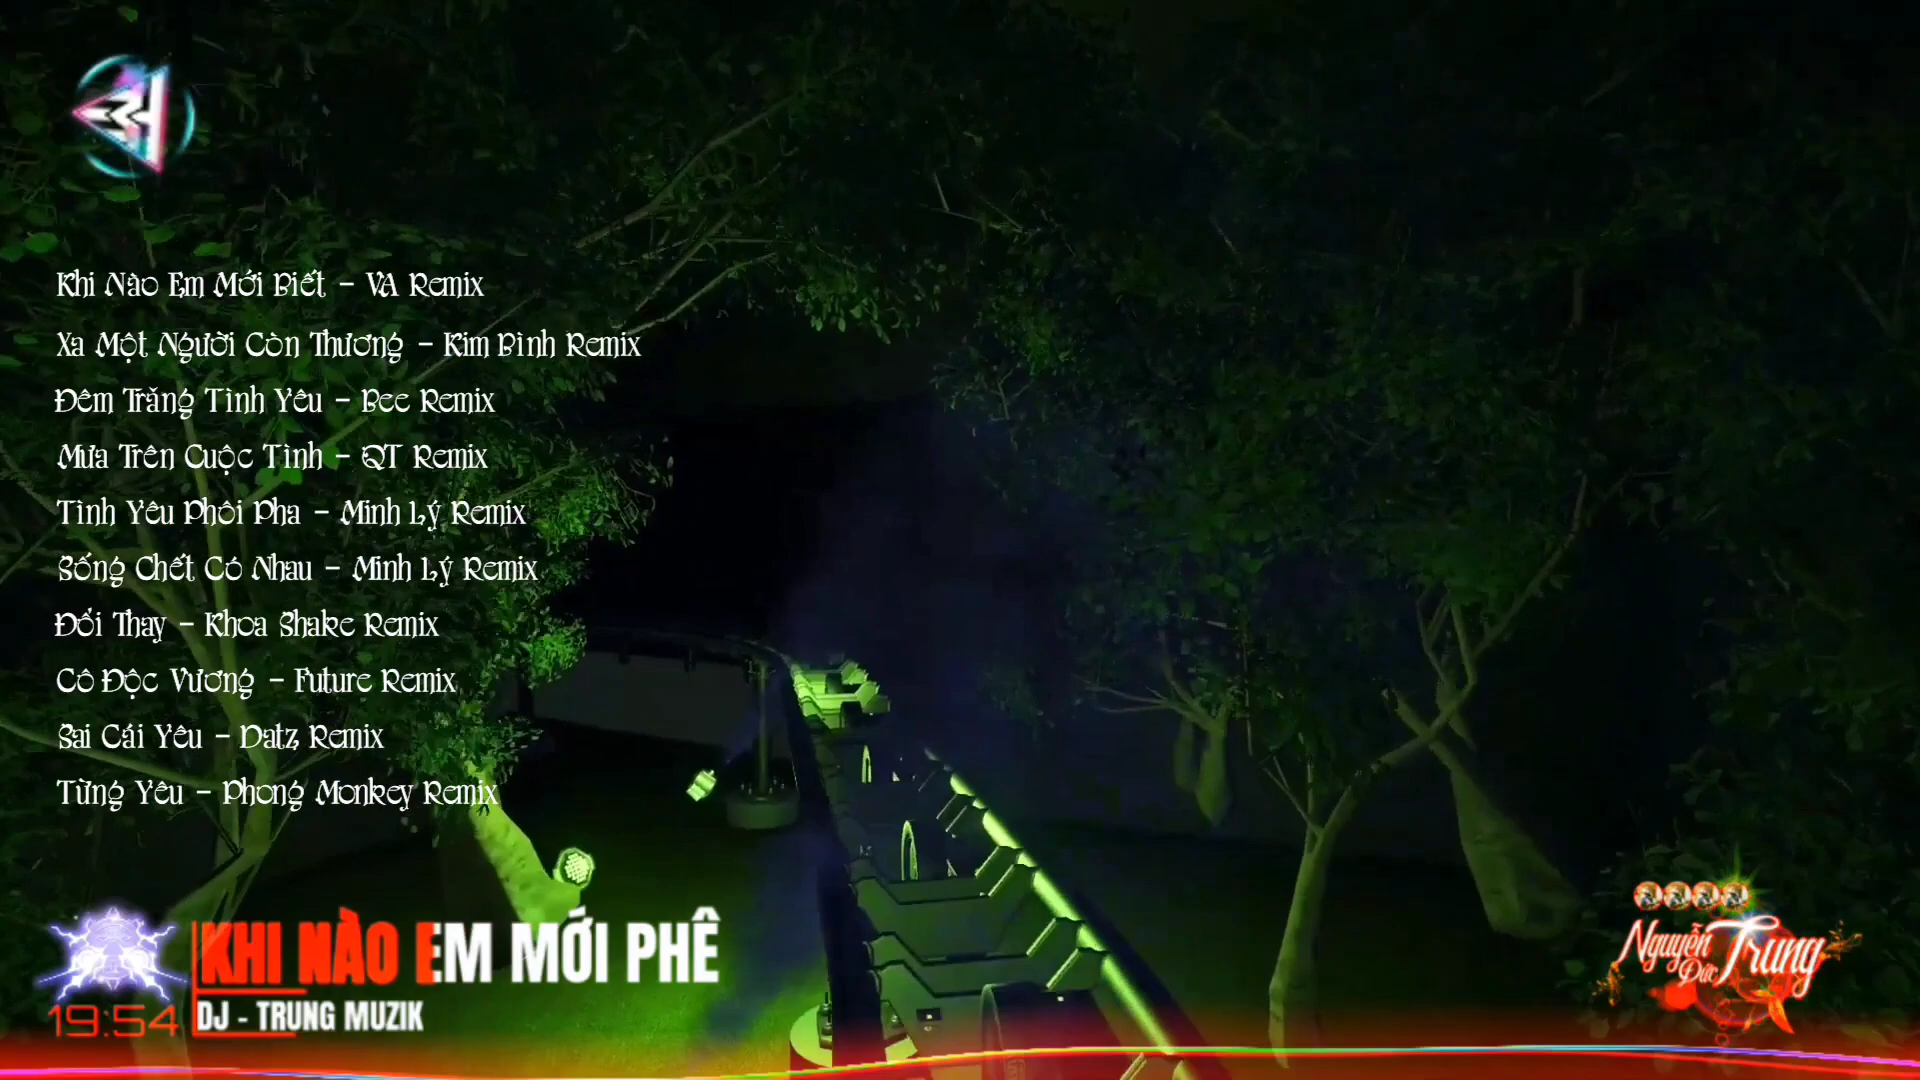 Khi Nào Em Mới Biết - VA Remix
Xa Một Người Còn Thương - Kim Bình Remix
Đêm Trắng Tình Yêu - Bee Remix
Mưa Trên Cuộc Tình - QT Remix
Tình Yêu Phôi Pha - Minh Lý Remix
Sống Chết Có Nhau - Minh Lý Remix
Đổi Thay - Khoa Shake Remix
Cô Độc Vương - Future Remix
Sai Cái Yêu - Datz Remix
Từng Yêu - Phong Monkey Remix
KHI NÀO EM MỚI PHÊ
DJ - TRUNG MUZIK
19:54
Nguyễn Đức Trung